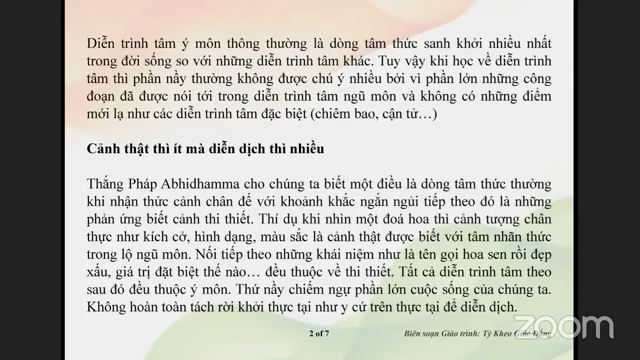 Diễn trình tâm ý môn thông thường là dòng tâm thức sanh khởi nhiều nhất
trong đời sống so với những diễn trình tâm khác. Tuy vậy khi học về diễn trình
tâm thì phần nầy thường không được chú ý nhiều bởi vì phần lớn những công
đoạn đã được nói tới trong diễn trình tâm ngũ môn và không có những điểm
mới lạ như các diễn trình tâm đặc biệt (chiêm bao, cận tử…)
Cảnh thật thì ít mà diễn dịch thì nhiều
Thắng Pháp Abhidhamma cho chúng ta biết một điều là dòng tâm thức thường
khi nhận thức cảnh chân đế với khoảnh khắc ngắn ngủi tiếp theo đó là những
phản ứng biết cảnh thi thiết. Thí dụ khi nhìn một đoá hoa thì cảnh tượng chân
thực như kích cở, hình dạng, màu sắc là cảnh thật được biết với tâm nhãn thức
trong lộ ngũ môn. Nối tiếp theo những khái niệm như là tên gọi hoa sen rồi đẹp
xấu, giá trị đặt biệt thế nào… đều thuộc về thi thiết. Tất cả diễn trình tâm theo
sau đó đều thuộc ý môn. Thứ nầy chiếm ngự phần lớn cuộc sống của chúng ta.
Không hoàn toàn tách rời khỏi thực tại như y cứ trên thực tại để diễn dịch.
2 of 7
Biên soạn Giáo trình: Tỳ Kheo Giác Đẳng
zoom